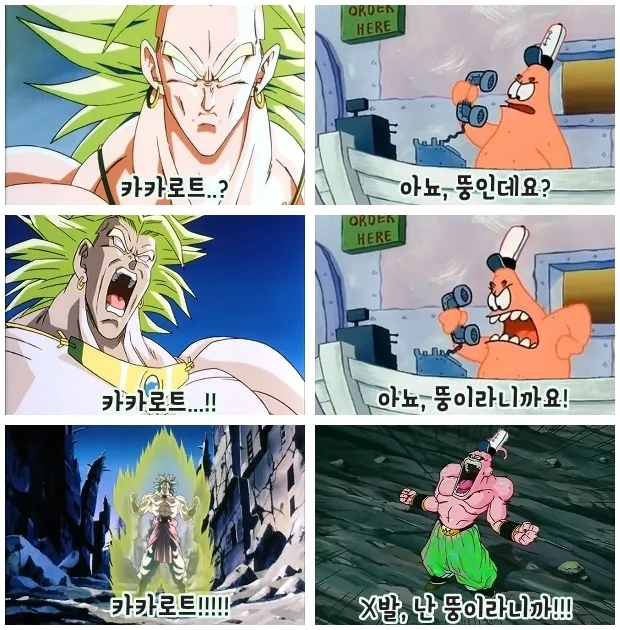 카카로트..?
ORDER
HERE
아뇨, 뚱인데요?
카카로트...!!
ORDER
HERE
아뇨, 뚱이라니까요!
카카로트!!!!!
X발, 난 뚱이라니까!!!